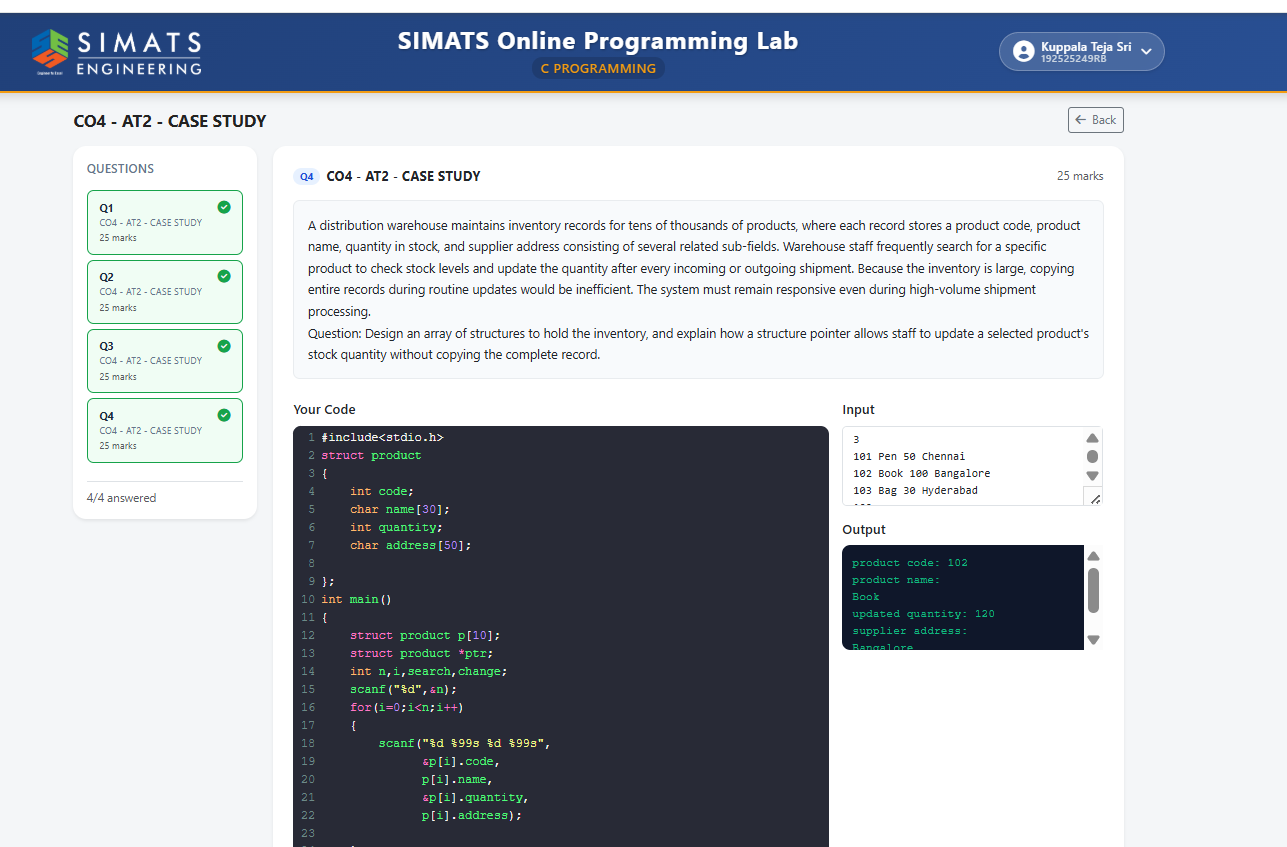 SIMATS
ENGINEERING
Engineer to Excel
SIMATS Online Programming Lab
C PROGRAMMING
Kuppala Teja Sri
192525249RB
CO4 - AT2 - CASE STUDY
Back
QUESTIONS
Q1
CO4 - AT2 - CASE STUDY
25 marks
Q2
CO4 - AT2 - CASE STUDY
25 marks
Q3
CO4 - AT2 - CASE STUDY
25 marks
Q4
CO4 - AT2 - CASE STUDY
25 marks
4/4 answered
Q4 CO4 - AT2 - CASE STUDY
25 marks
A distribution warehouse maintains inventory records for tens of thousands of products, where each record stores a product code, product
name, quantity in stock, and supplier address consisting of several related sub-fields. Warehouse staff frequently search for a specific
product to check stock levels and update the quantity after every incoming or outgoing shipment. Because the inventory is large, copying
entire records during routine updates would be inefficient. The system must remain responsive even during high-volume shipment
processing.
Question: Design an array of structures to hold the inventory, and explain how a structure pointer allows staff to update a selected product's
stock quantity without copying the complete record.
Your Code
1 #include<stdio.h>
2 struct product
3 {
4     int code;
5     char name[30];
6     int quantity;
7     char address[50];
8
9 };
10 int main()
11 {
12     struct product p[10];
13     struct product *ptr;
14     int n,i,search,change;
15     scanf("%d",&n);
16     for(i=0;i<n;i++)
17     {
18         scanf("%d %99s %d %99s",
19               &p[i].code,
20               p[i].name,
21               &p[i].quantity,
22               p[i].address);
23
Input
3
101 Pen 50 Chennai
102 Book 100 Bangalore
103 Bag 30 Hyderabad
Output
product code: 102
product name:
Book
updated quantity: 120
supplier address:
Bangalore